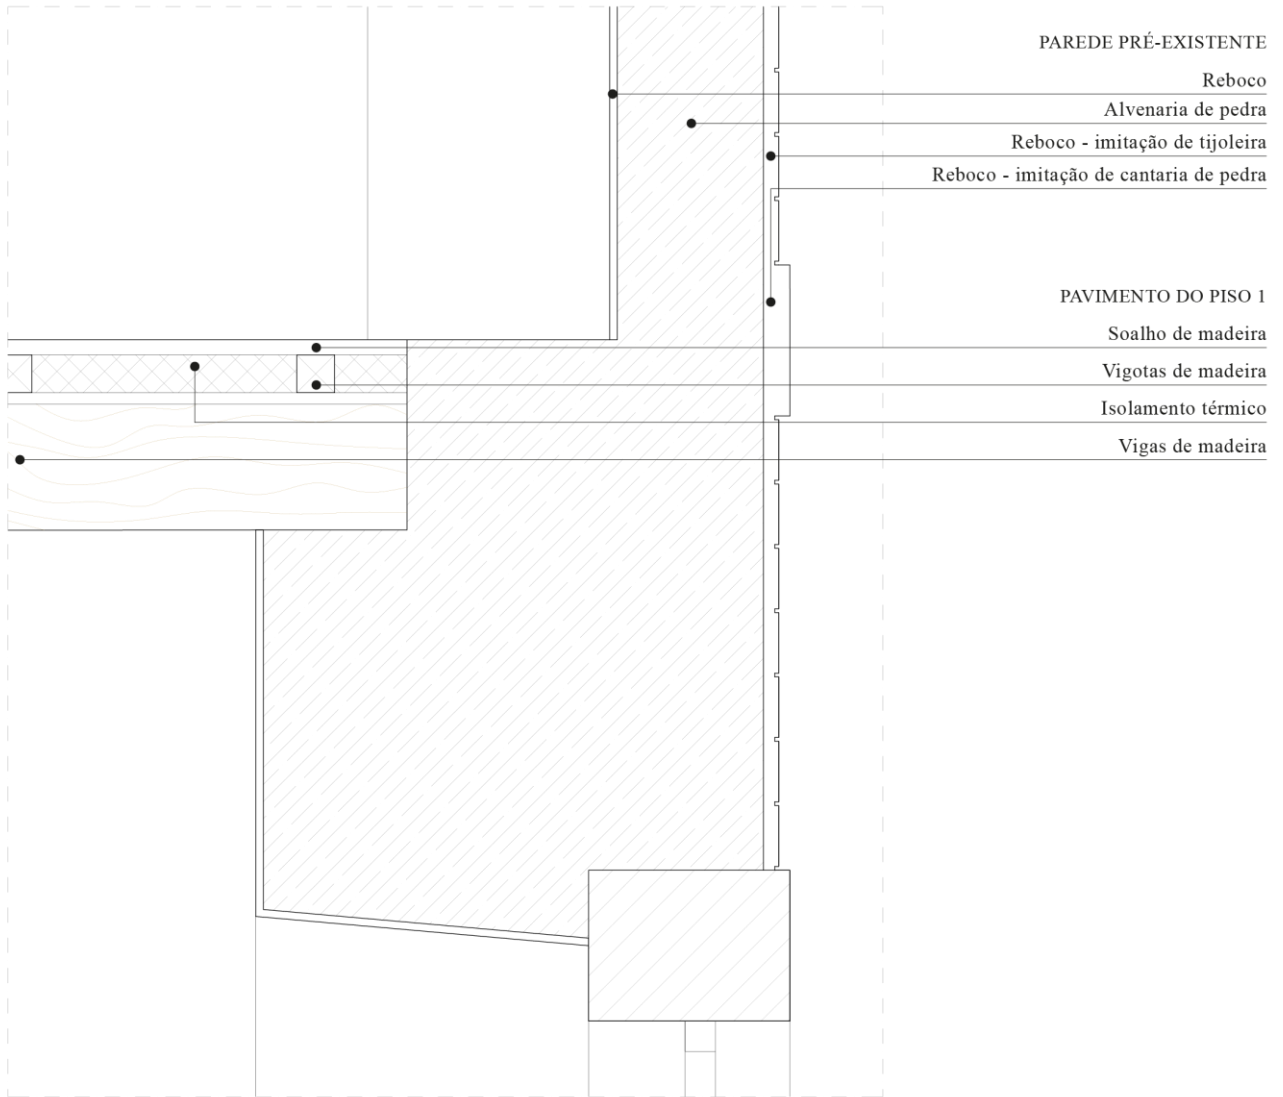 PAREDE PRÉ-EXISTENTE
Reboco
Alvenaria de pedra
Reboco - imitação de tijoleira
Reboco - imitação de cantaria de pedra
PAVIMENTO DO PISO 1
Soalho de madeira
Vigotas de madeira
Isolamento térmico
Vigas de madeira